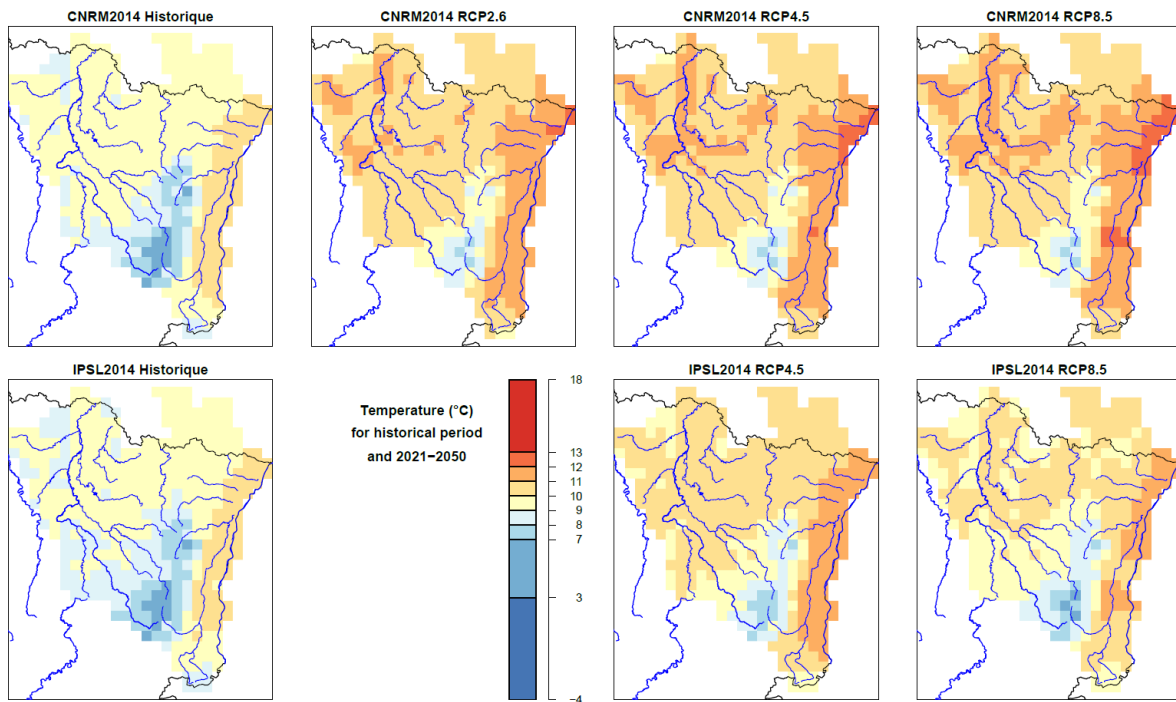 CNRM2014 Historique
CNRM2014 RCP2.6
CNRM2014 RCP4.5
CNRM2014 RCP8.5
IPSL2014 Historique
Temperature (°C)
for historical period
and 2021−2050
18
13
12
11
10
9
8
7
3
−4
IPSL2014 RCP4.5
IPSL2014 RCP8.5